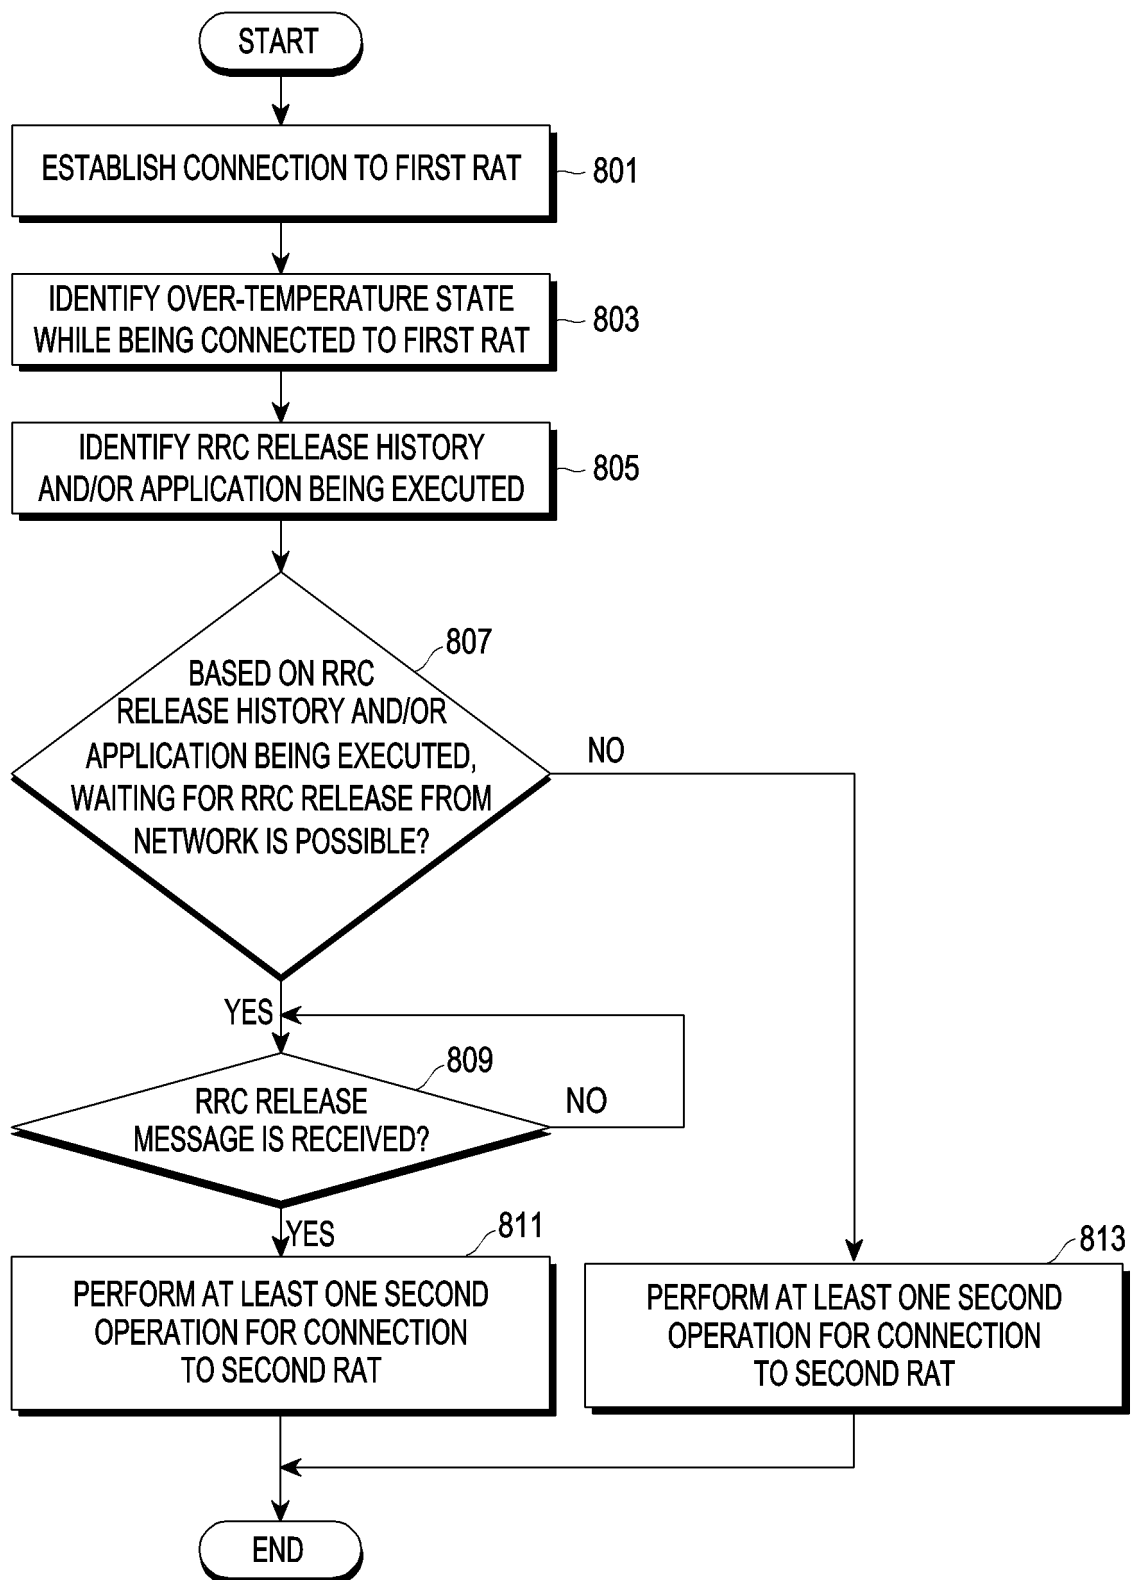 START
ESTABLISH CONNECTION TO FIRST RAT
801
IDENTIFY OVER-TEMPERATURE STATE
WHILE BEING CONNECTED TO FIRST RAT
803
IDENTIFY RRC RELEASE HISTORY
AND/OR APPLICATION BEING EXECUTED
805
807
BASED ON RRC
RELEASE HISTORY AND/OR
APPLICATION BEING EXECUTED,
WAITING FOR RRC RELEASE FROM
NETWORK IS POSSIBLE?
NO
YES
809
RRC RELEASE
MESSAGE IS RECEIVED?
NO
YES
811
PERFORM AT LEAST ONE SECOND
OPERATION FOR CONNECTION
TO SECOND RAT
813
PERFORM AT LEAST ONE SECOND
OPERATION FOR CONNECTION
TO SECOND RAT
END